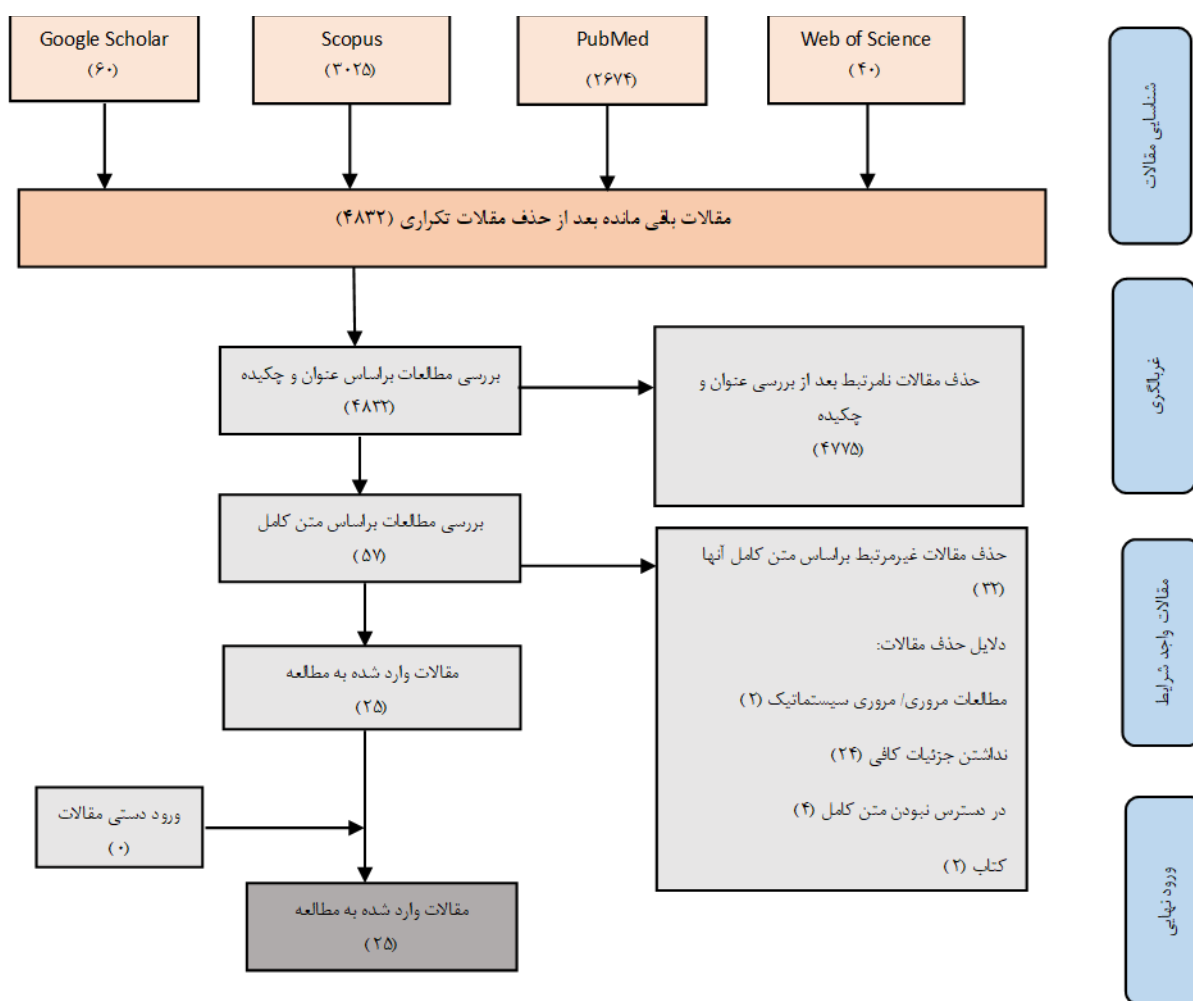 Google Scholar
(۶۰)
Scopus
(۳۰۲۵)
PubMed
(۲۶۷۴)
Web of Science
(۴۰)
شناسایی مقالات
مقالات باقی مانده بعد از حذف مقالات تکراری (۴۸۳۲)
غربالگری
بررسی مطالعات براساس عنوان و چکیده
(۴۸۳۲)
حذف مقالات نامرتبط بعد از بررسی عنوان و
چکیده
(۴۷۷۵)
بررسی مطالعات براساس متن کامل
(۵۷)
حذف مقالات غیرمرتبط براساس متن کامل آنها
(۳۲)
دلایل حذف مقالات:
مطالعات مروری/ مروری سیستماتیک (۲)
نداشتن جزئیات کافی (۲۴)
در دسترس نبودن متن کامل (۴)
کتاب (۲)
مقالات واجد شرایط
مقالات وارد شده به مطالعه
(۲۵)
ورود دستی مقالات
(۰)
مقالات وارد شده به مطالعه
(۲۵)
ورود نهایی